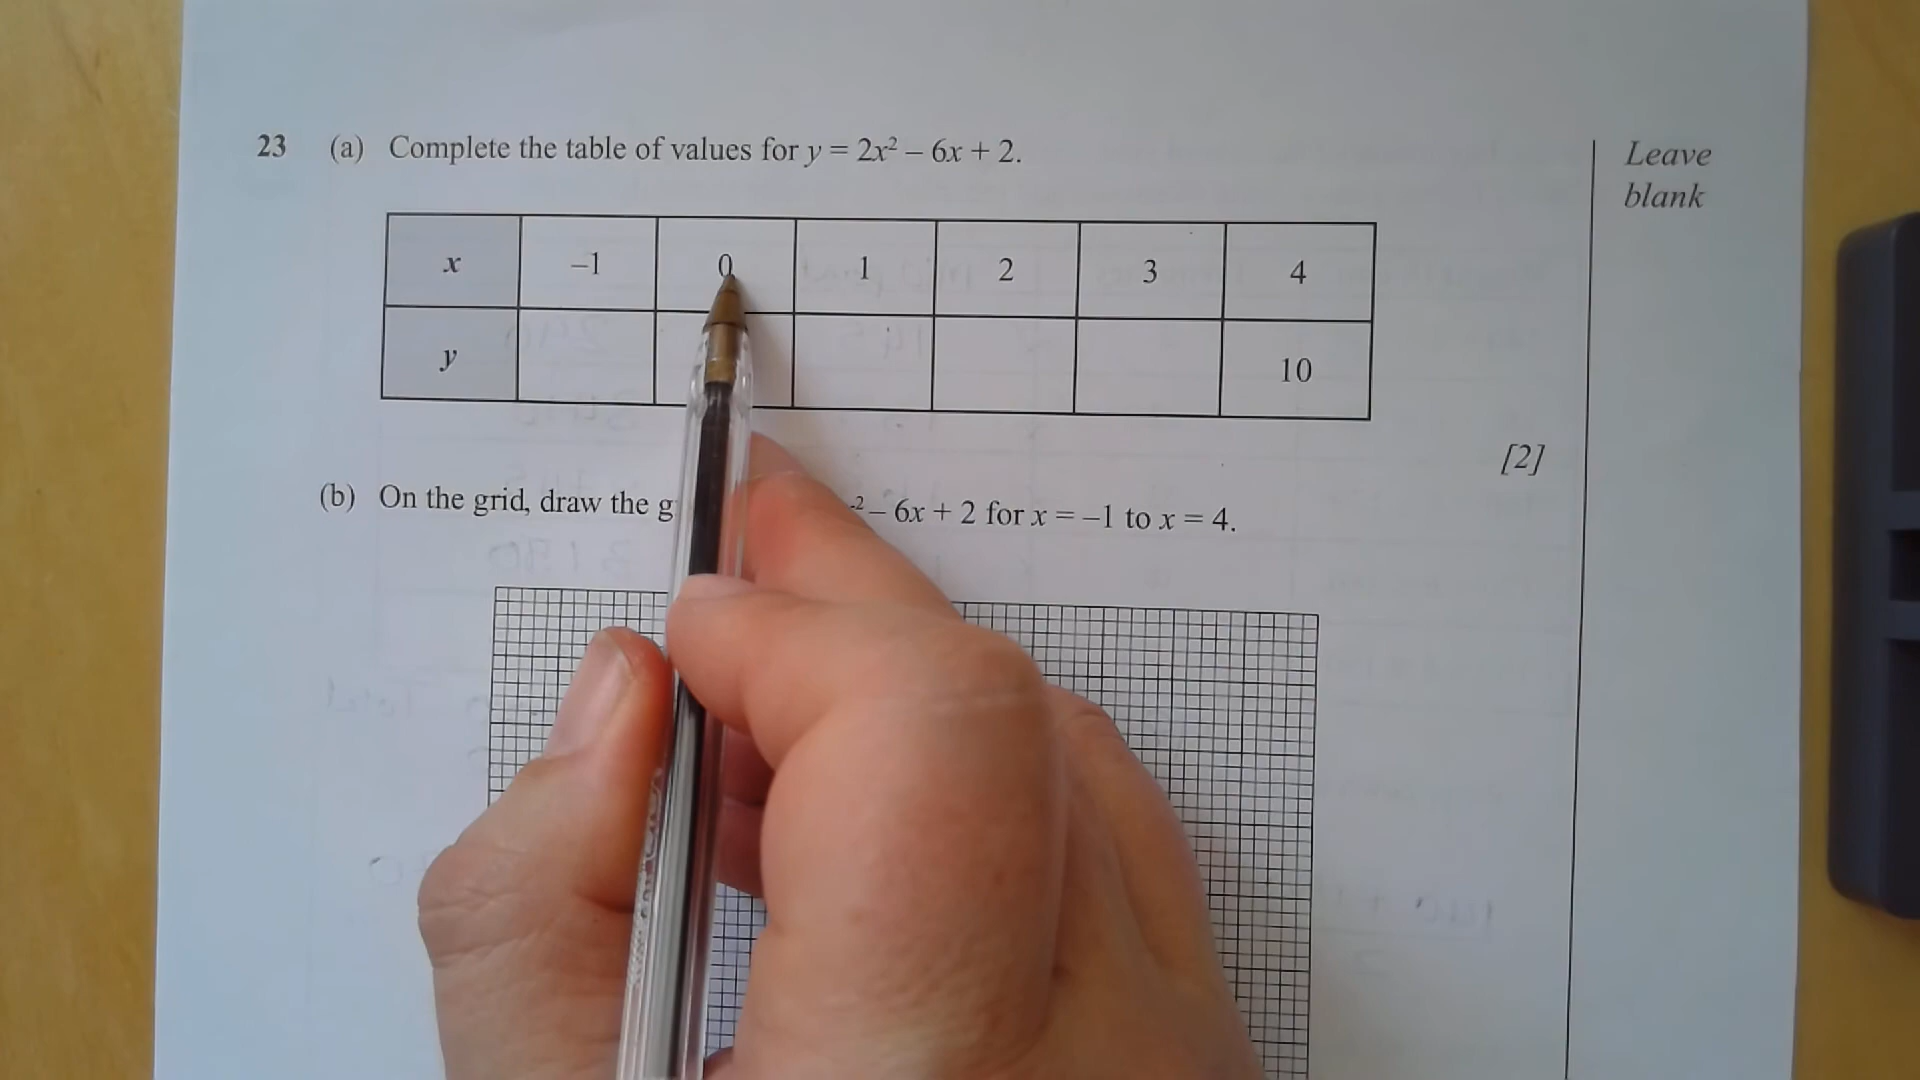 23 (a) Complete the table of values for y = 2x² – 6x + 2.
Leave
blank
x –1 0 1 2 3 4
y 10
[2]
(b) On the grid, draw the g ² – 6x + 2 for x = –1 to x = 4.